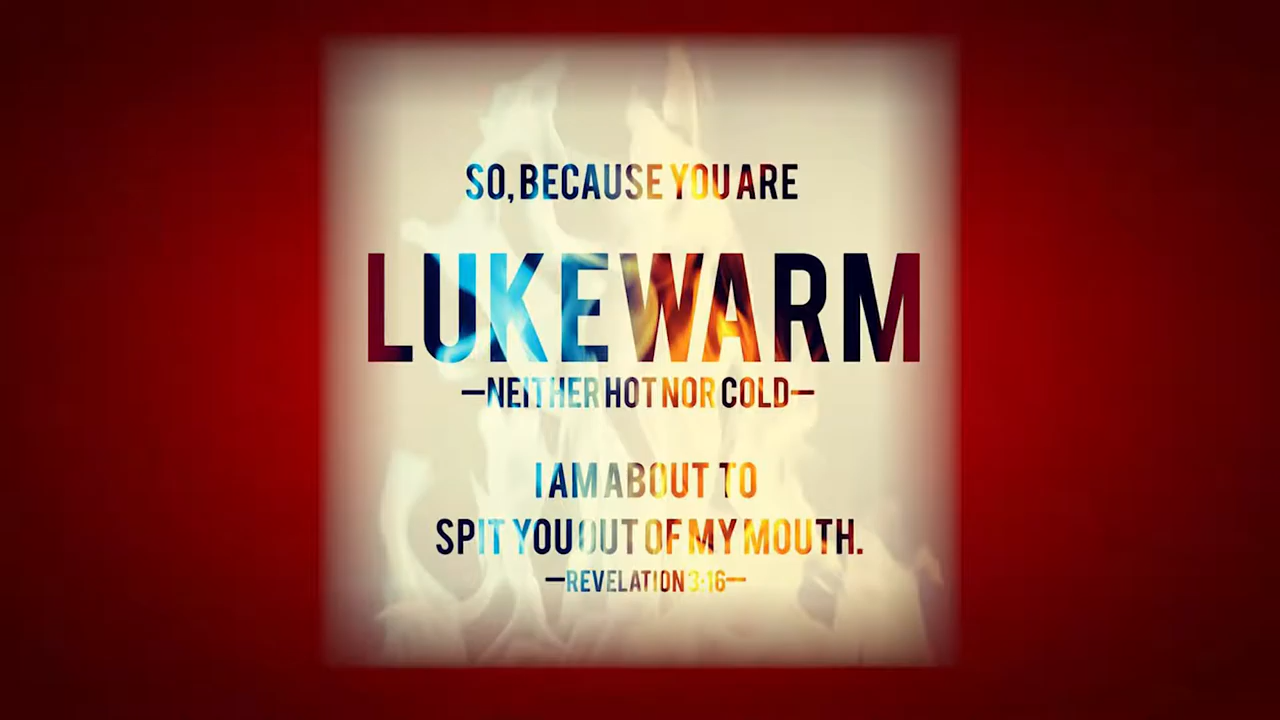 SO, BECAUSE YOU ARE
LUKEWARM
—NEITHER HOT NOR COLD—
I AM ABOUT TO
SPIT YOU OUT OF MY MOUTH.
—REVELATION 3:16—